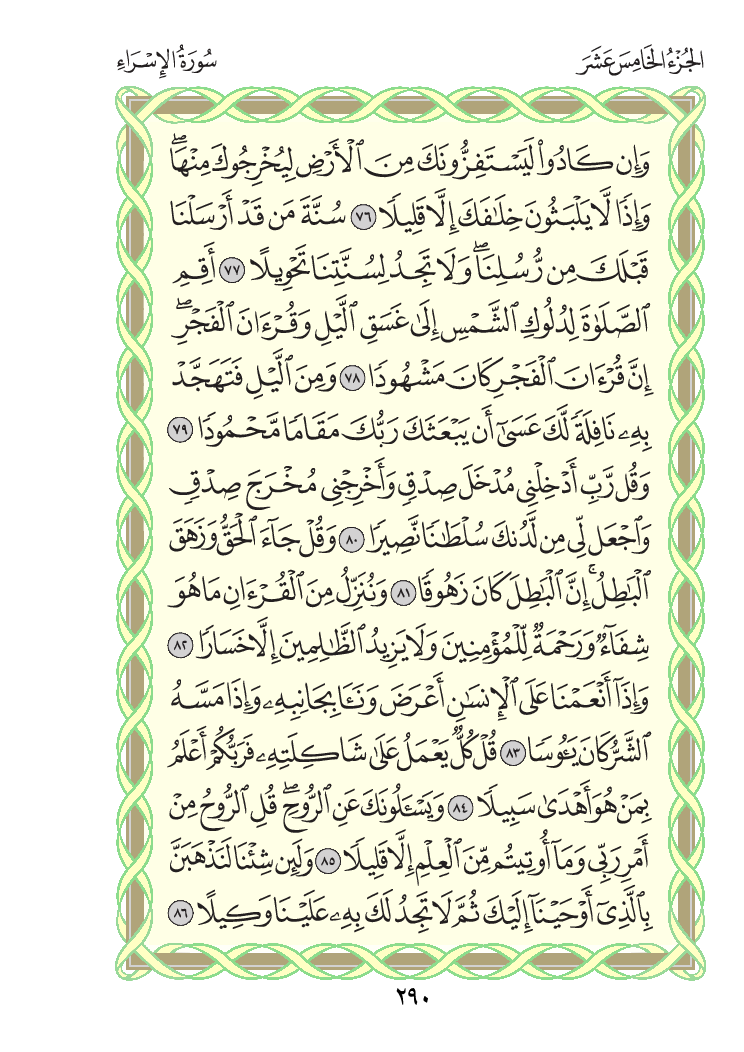 الجُزْءُ الخَامِسَ عَشَرَ
سُورَةُ الإِسْرَاءِ
وَإِن كَادُواْ لَيَسْتَفِزُّونَكَ مِنَ ٱلْأَرْضِ لِيُخْرِجُوكَ مِنْهَاۖ
وَإِذًا لَّا يَلْبَثُونَ خِلَٰفَكَ إِلَّا قَلِيلًا ٧٦ سُنَّةَ مَن قَدْ أَرْسَلْنَا
قَبْلَكَ مِن رُّسُلِنَاۖ وَلَا تَجِدُ لِسُنَّتِنَا تَحْوِيلًا ٧٧ أَقِمِ
ٱلصَّلَوٰةَ لِدُلُوكِ ٱلشَّمْسِ إِلَىٰ غَسَقِ ٱلَّيْلِ وَقُرْءَانَ ٱلْفَجْرِۖ
إِنَّ قُرْءَانَ ٱلْفَجْرِ كَانَ مَشْهُودًا ٧٨ وَمِنَ ٱلَّيْلِ فَتَهَجَّدْ
بِهِۦ نَافِلَةً لَّكَ عَسَىٰٓ أَن يَبْعَثَكَ رَبُّكَ مَقَامًا مَّحْمُودًا ٧٩
وَقُل رَّبِّ أَدْخِلْنِى مُدْخَلَ صِدْقٍ وَأَخْرِجْنِى مُخْرَجَ صِدْقٍ
وَٱجْعَل لِّى مِن لَّدُنكَ سُلْطَٰنًا نَّصِيرًا ٨٠ وَقُلْ جَآءَ ٱلْحَقُّ وَزَهَقَ
ٱلْبَٰطِلُۚ إِنَّ ٱلْبَٰطِلَ كَانَ زَهُوقًا ٨١ وَنُنَزِّلُ مِنَ ٱلْقُرْءَانِ مَا هُوَ
شِفَآءٌ وَرَحْمَةٌ لِّلْمُؤْمِنِينَ وَلَا يَزِيدُ ٱلظَّٰلِمِينَ إِلَّا خَسَارًا ٨٢
وَإِذَآ أَنْعَمْنَا عَلَى ٱلْإِنسَٰنِ أَعْرَضَ وَنَـَٔا بِجَانِبِهِۦ وَإِذَا مَسَّهُ
ٱلشَّرُّ كَانَ يَـُٔوسًا ٨٣ قُلْ كُلٌّ يَعْمَلُ عَلَىٰ شَاكِلَتِهِۦ فَرَبُّكُمْ أَعْلَمُ
بِمَنْ هُوَ أَهْدَىٰ سَبِيلًا ٨٤ وَيَسْـَٔلُونَكَ عَنِ ٱلرُّوحِۖ قُلِ ٱلرُّوحُ مِنْ
أَمْرِ رَبِّى وَمَآ أُوتِيتُم مِّنَ ٱلْعِلْمِ إِلَّا قَلِيلًا ٨٥ وَلَئِن شِئْنَا لَنَذْهَبَنَّ
بِٱلَّذِىٓ أَوْحَيْنَآ إِلَيْكَ ثُمَّ لَا تَجِدُ لَكَ بِهِۦ عَلَيْنَا وَكِيلًا ٨٦
٢٩٠